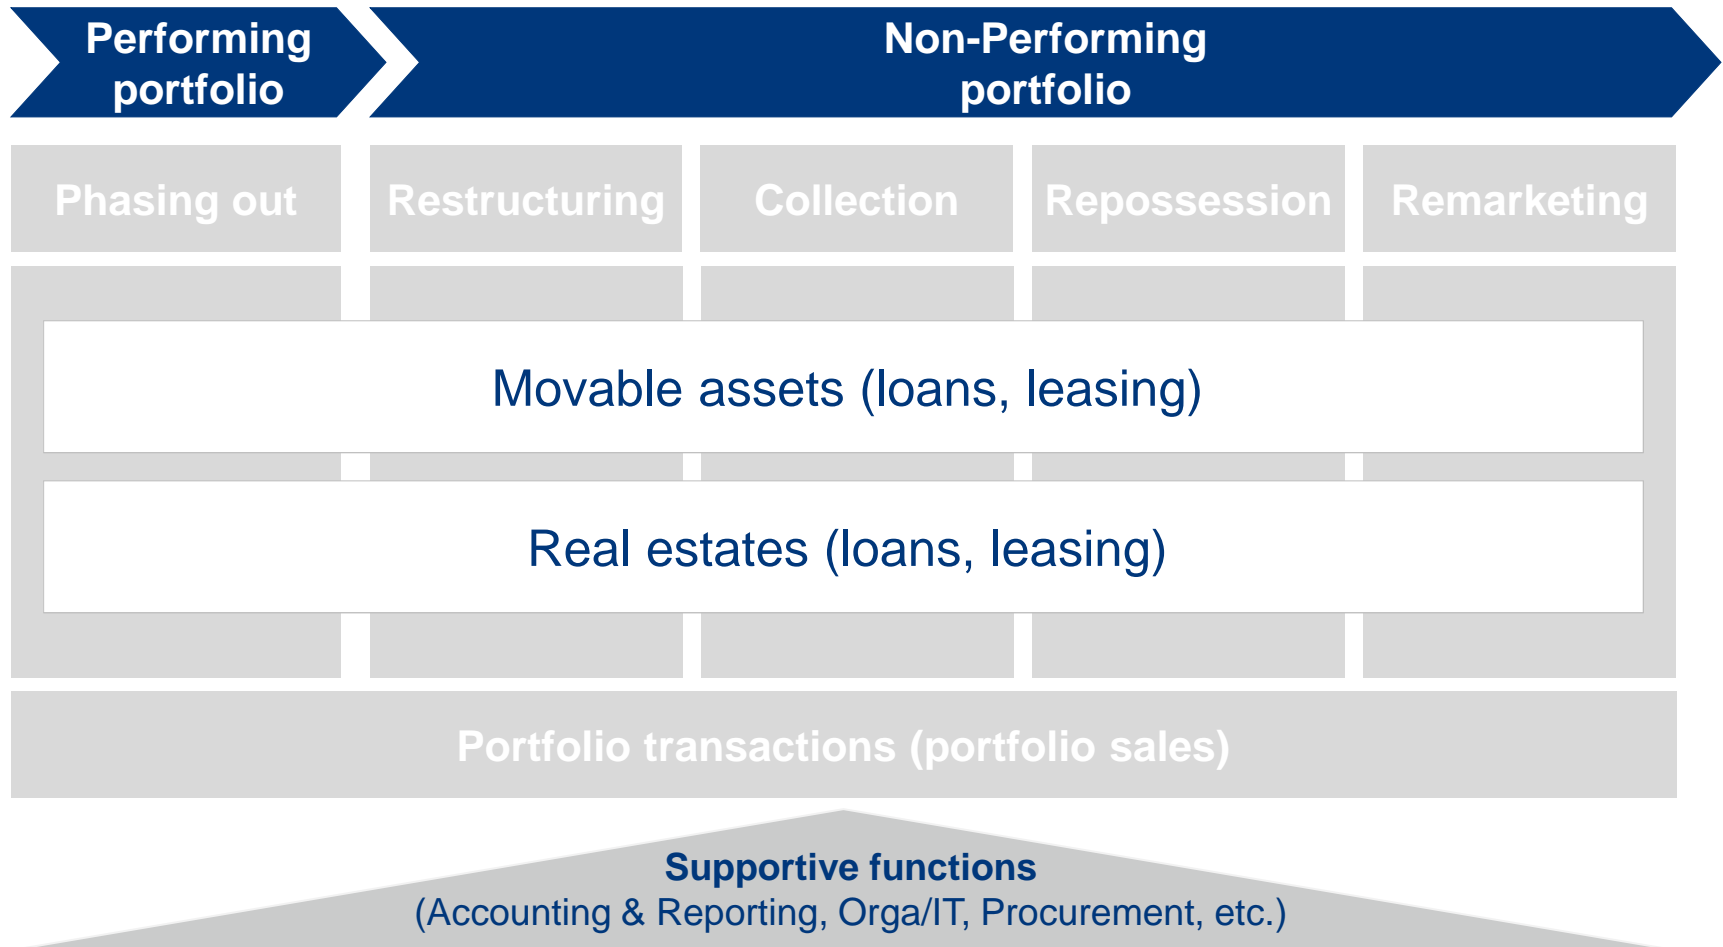 Performing
portfolio
Non-Performing
portfolio
Phasing out
Restructuring
Collection
Repossession
Remarketing
Movable assets (loans, leasing)
Real estates (loans, leasing)
Portfolio transactions (portfolio sales)
Supportive functions
(Accounting & Reporting, Orga/IT, Procurement, etc.)